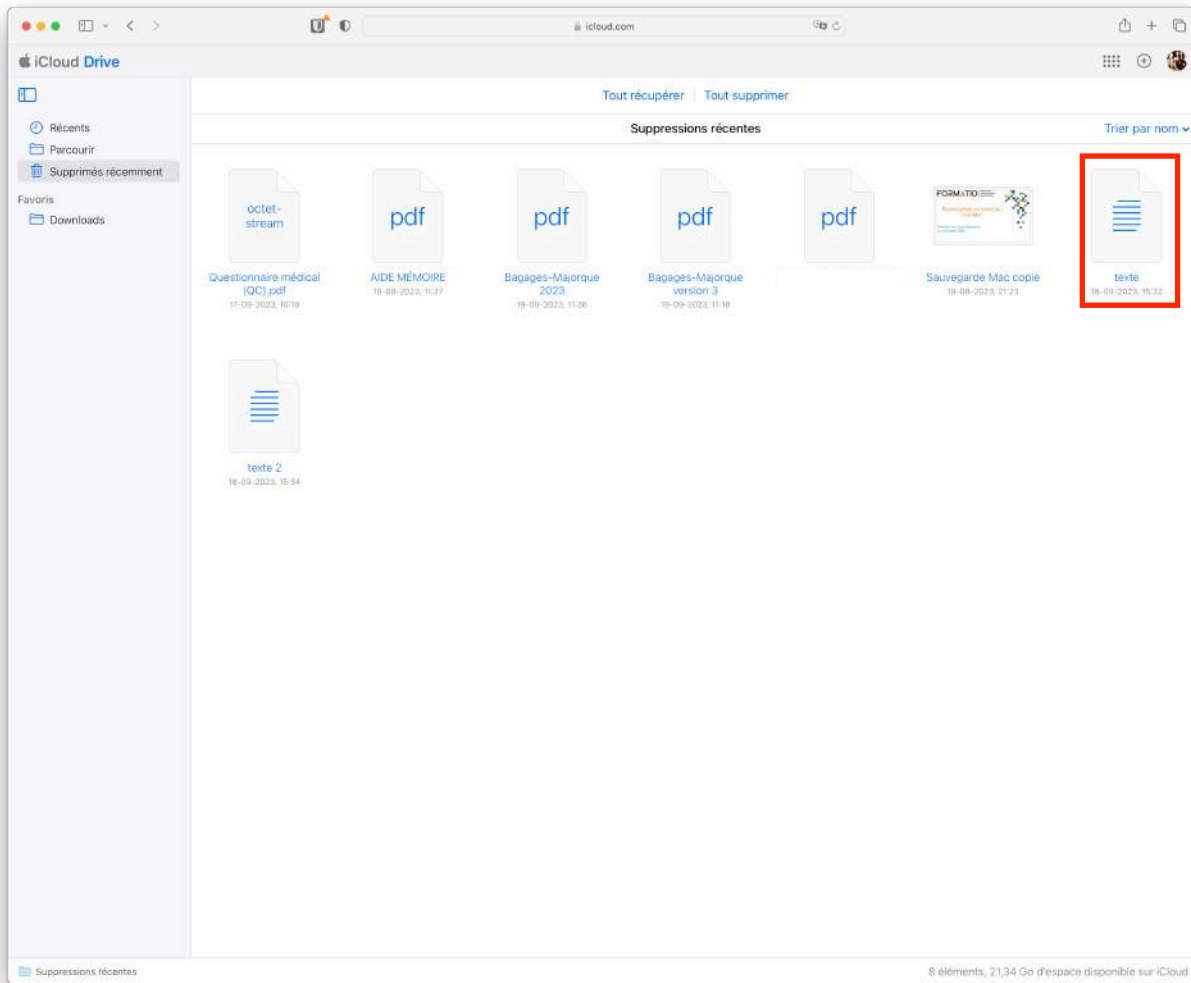 icloud.com
iCloud Drive
Tout récupérer Tout supprimer
Récents
Parcourir
Supprimés récemment
Favoris
Downloads
Suppressions récentes
Trier par nom
octet-
stream
Questionnaire médical
(QC).pdf
17-09-2023, 10:19
pdf
AIDE MÉMOIRE
pdf
Bagages-Majorque
2023
pdf
Bagages-Majorque
version 3
pdf
FORMATIO
Sauvegarde Mac copie
texte
texte 2
Suppressions récentes
8 éléments, 21,34 Go d'espace disponible sur iCloud